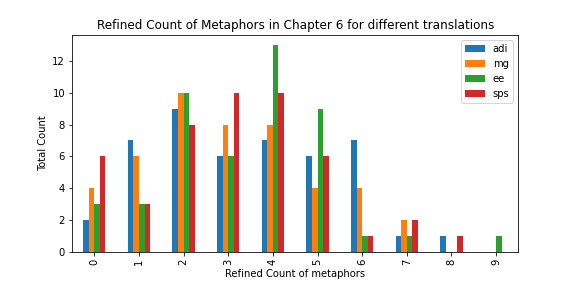 Refined Count of Metaphors in Chapter 6 for different translations
adi
mg
ee
sps
Total Count
12
10
8
6
4
2
0
0 1 2 3 4 5 6 7 8 9
Refined Count of metaphors